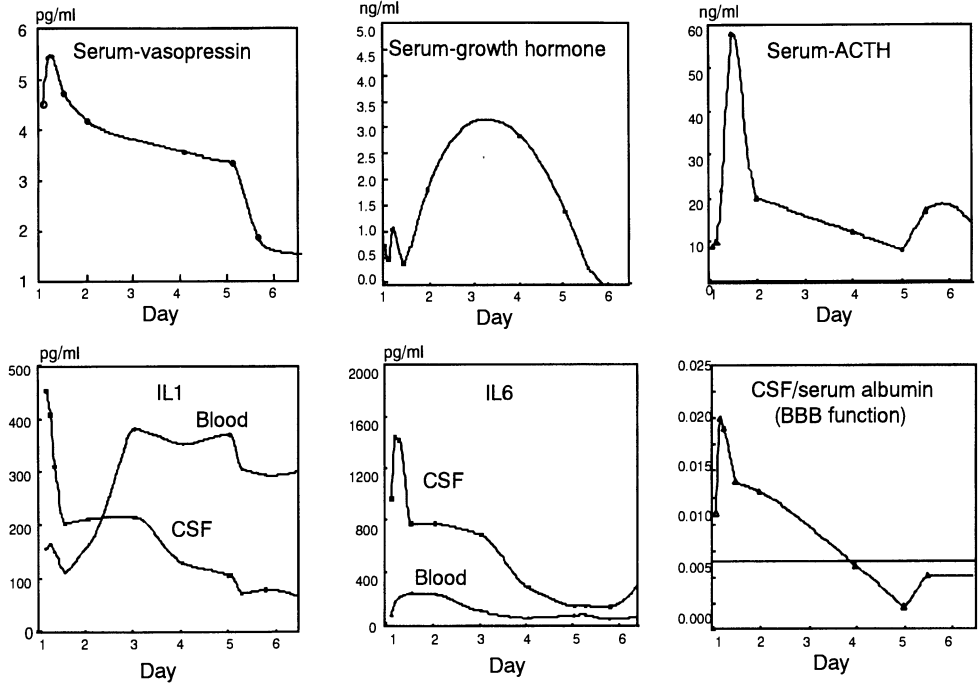 pg/ml
Serum-vasopressin
6
5
4
3
2
1
1 2 3 4 5 6
Day
ng/ml
Serum-growth hormone
5.0
4.5
4.0
3.5
3.0
2.5
2.0
1.5
1.0
0.5
0.0
1 2 3 4 5 6
Day
Serum-ACTH
60
50
40
30
20
10
0
1 2 3 4 5 6
Day
pg/ml
IL1
Blood
CSF
500
400
300
200
100
0
1 2 3 4 5 6
Day
pg/ml
IL6
CSF
Blood
2000
1600
1200
800
400
0
1 2 3 4 5 6
Day
CSF/serum albumin
(BBB function)
0.025
0.020
0.015
0.010
0.005
0.000
1 2 3 4 5 6
Day